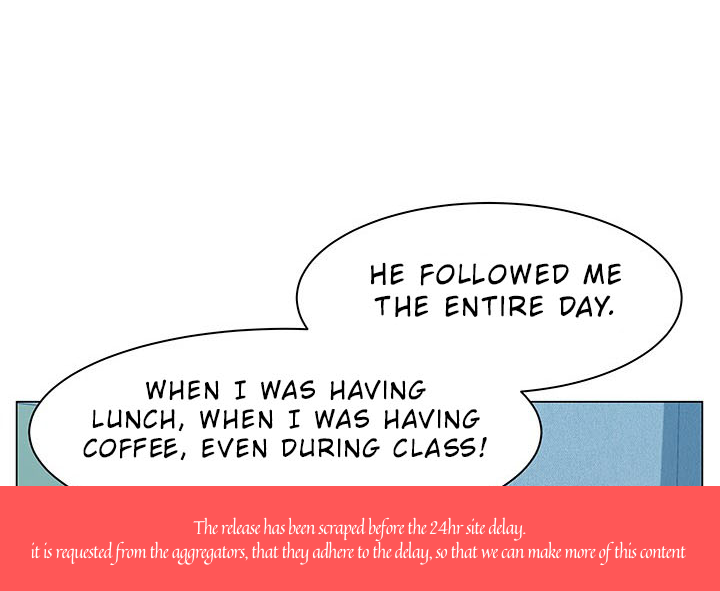 HE FOLLOWED ME
THE ENTIRE DAY.
WHEN I WAS HAVING
LUNCH, WHEN I WAS HAVING
COFFEE, EVEN DURING CLASS!
The release has been scraped before the 24hr site delay.
it is requested from the aggregators, that they adhere to the delay, so that we can make more of this content